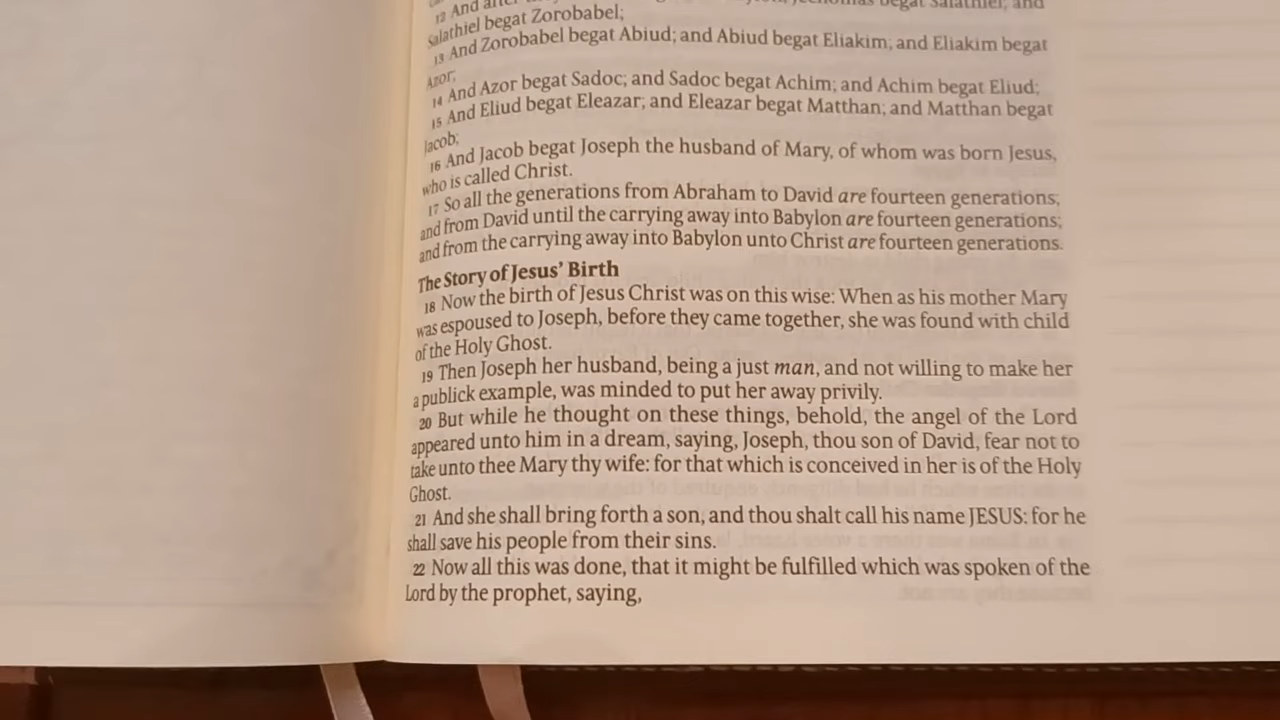 12 And after begat Salathiel; and
Salathiel begat Zorobabel;
13 And Zorobabel begat Abiud; and Abiud begat Eliakim; and Eliakim begat
Azor;
14 And Azor begat Sadoc; and Sadoc begat Achim; and Achim begat Eliud;
15 And Eliud begat Eleazar; and Eleazar begat Matthan; and Matthan begat
Jacob;
16 And Jacob begat Joseph the husband of Mary, of whom was born Jesus,
who is called Christ.
17 So all the generations from Abraham to David are fourteen generations;
and from David until the carrying away into Babylon are fourteen generations;
and from the carrying away into Babylon unto Christ are fourteen generations.
The Story of Jesus’ Birth
18 Now the birth of Jesus Christ was on this wise: When as his mother Mary
was espoused to Joseph, before they came together, she was found with child
of the Holy Ghost.
19 Then Joseph her husband, being a just man, and not willing to make her
a publick example, was minded to put her away privily.
20 But while he thought on these things, behold, the angel of the Lord
appeared unto him in a dream, saying, Joseph, thou son of David, fear not to
take unto thee Mary thy wife: for that which is conceived in her is of the Holy
Ghost.
21 And she shall bring forth a son, and thou shalt call his name JESUS: for he
shall save his people from their sins.
22 Now all this was done, that it might be fulfilled which was spoken of the
Lord by the prophet, saying,